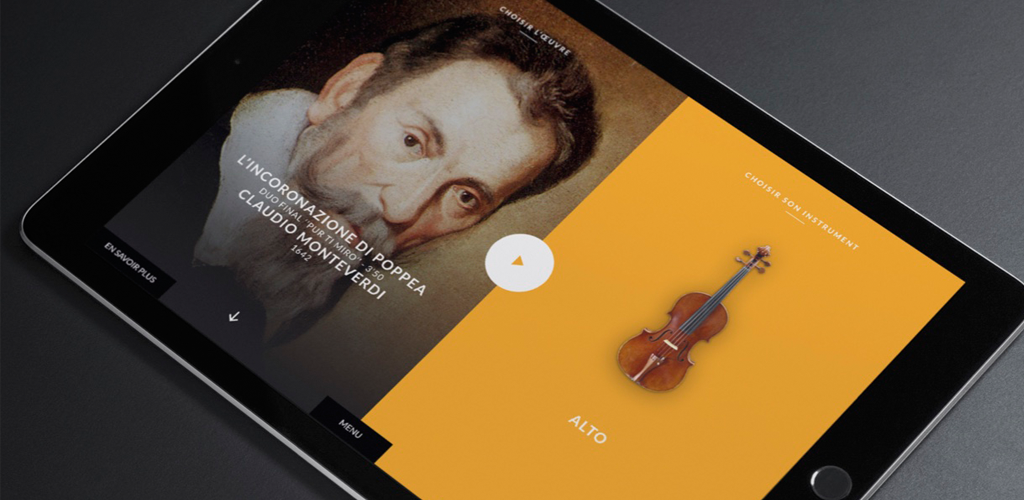 CHOISIR L'ŒUVRE
L'INCORONAZIONE DI POPPEA
DUO FINAL "PUR TI MIRO" - 3'50
CLAUDIO MONTEVERDI
1642
EN SAVOIR PLUS
MENU
CHOISIR SON INSTRUMENT
ALTO